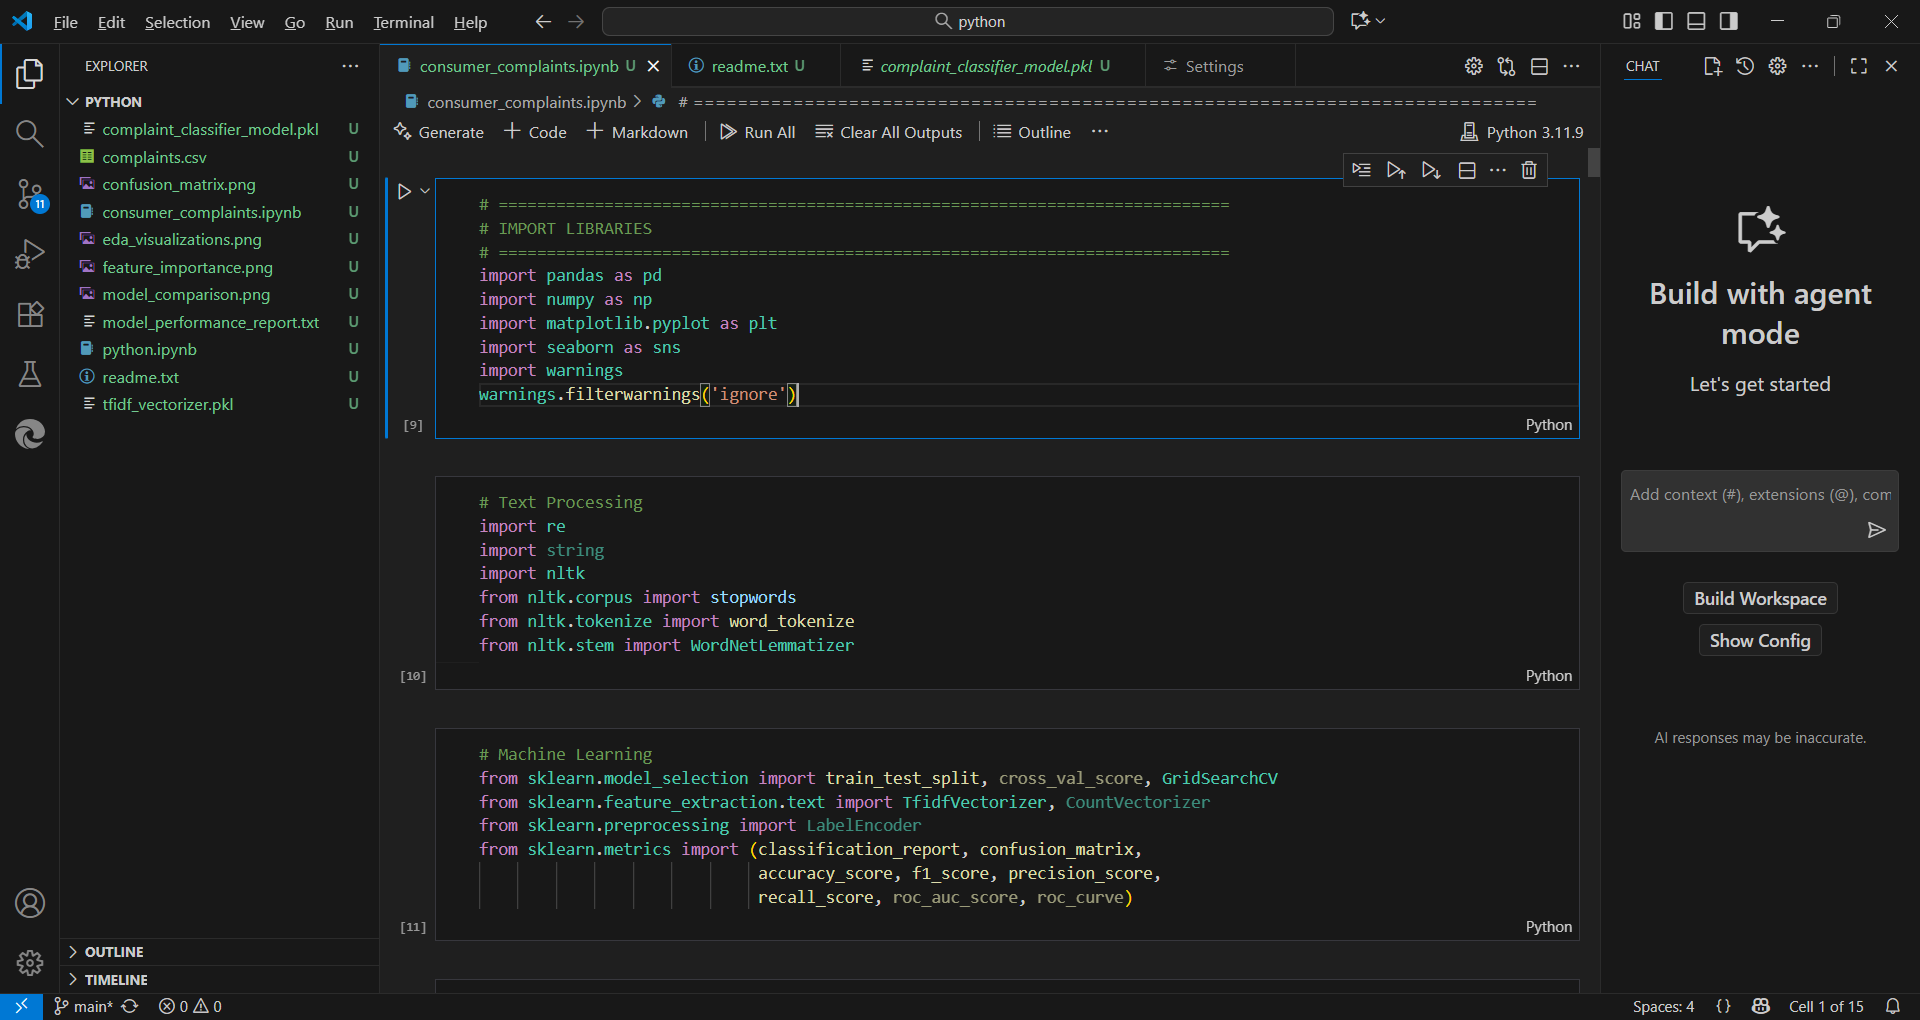 File Edit Selection View Go Run Terminal Help
python
EXPLORER
PYTHON
complaint_classifier_model.pkl U
complaints.csv U
confusion_matrix.png U
consumer_complaints.ipynb U
eda_visualizations.png U
feature_importance.png U
model_comparison.png U
model_performance_report.txt U
python.ipynb U
readme.txt U
tfidf_vectorizer.pkl U
OUTLINE
TIMELINE
11
consumer_complaints.ipynb U
readme.txt U
complaint_classifier_model.pkl U
Settings
consumer_complaints.ipynb > # ============================================================================
Generate + Code + Markdown Run All Clear All Outputs Outline
Python 3.11.9
# ============================================================================
# IMPORT LIBRARIES
# ============================================================================
import pandas as pd
import numpy as np
import matplotlib.pyplot as plt
import seaborn as sns
import warnings
warnings.filterwarnings('ignore')
[9]
Python
# Text Processing
import re
import string
import nltk
from nltk.corpus import stopwords
from nltk.tokenize import word_tokenize
from nltk.stem import WordNetLemmatizer
[10]
Python
# Machine Learning
from sklearn.model_selection import train_test_split, cross_val_score, GridSearchCV
from sklearn.feature_extraction.text import TfidfVectorizer, CountVectorizer
from sklearn.preprocessing import LabelEncoder
from sklearn.metrics import (classification_report, confusion_matrix,
accuracy_score, f1_score, precision_score,
recall_score, roc_auc_score, roc_curve)
[11]
Python
CHAT
Build with agent
mode
Let's get started
Add context (#), extensions (@), com
Build Workspace
Show Config
AI responses may be inaccurate.
main* 0 0
Spaces: 4 {} Cell 1 of 15